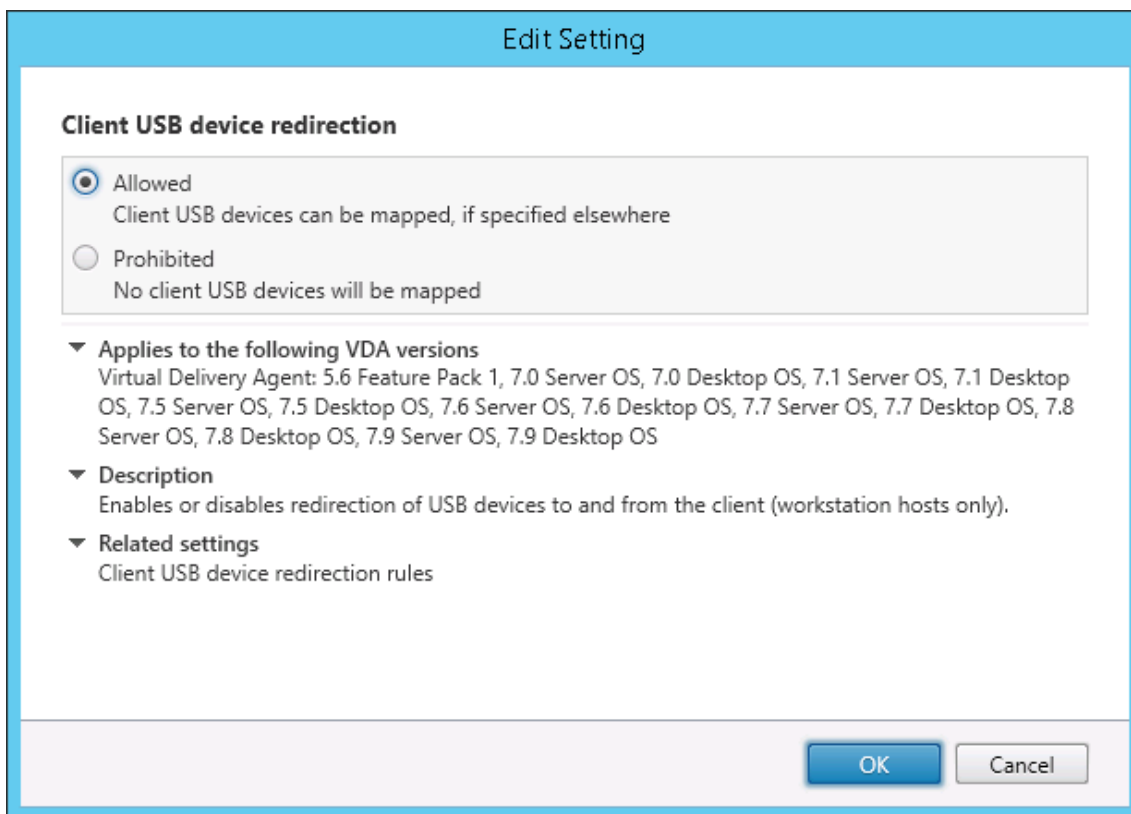 Edit Setting
Client USB device redirection
Allowed
Client USB devices can be mapped, if specified elsewhere
Prohibited
No client USB devices will be mapped
Applies to the following VDA versions
Virtual Delivery Agent: 5.6 Feature Pack 1, 7.0 Server OS, 7.0 Desktop OS, 7.1 Server OS, 7.1 Desktop
OS, 7.5 Server OS, 7.5 Desktop OS, 7.6 Server OS, 7.6 Desktop OS, 7.7 Server OS, 7.7 Desktop OS, 7.8
Server OS, 7.8 Desktop OS, 7.9 Server OS, 7.9 Desktop OS
Description
Enables or disables redirection of USB devices to and from the client (workstation hosts only).
Related settings
Client USB device redirection rules
OK
Cancel